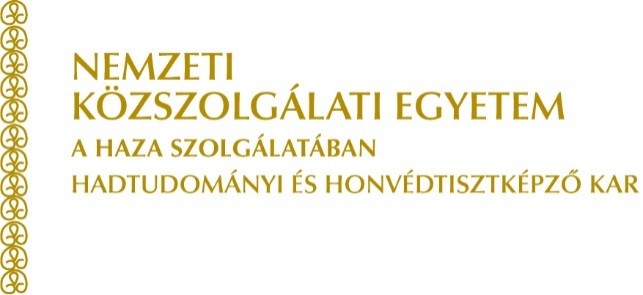 NEMZETI
KÖZSZOLGÁLATI EGYETEM
A HAZA SZOLGÁLATÁBAN
HADTUDOMÁNYI ÉS HONVÉDTISZTKÉPZŐ KAR